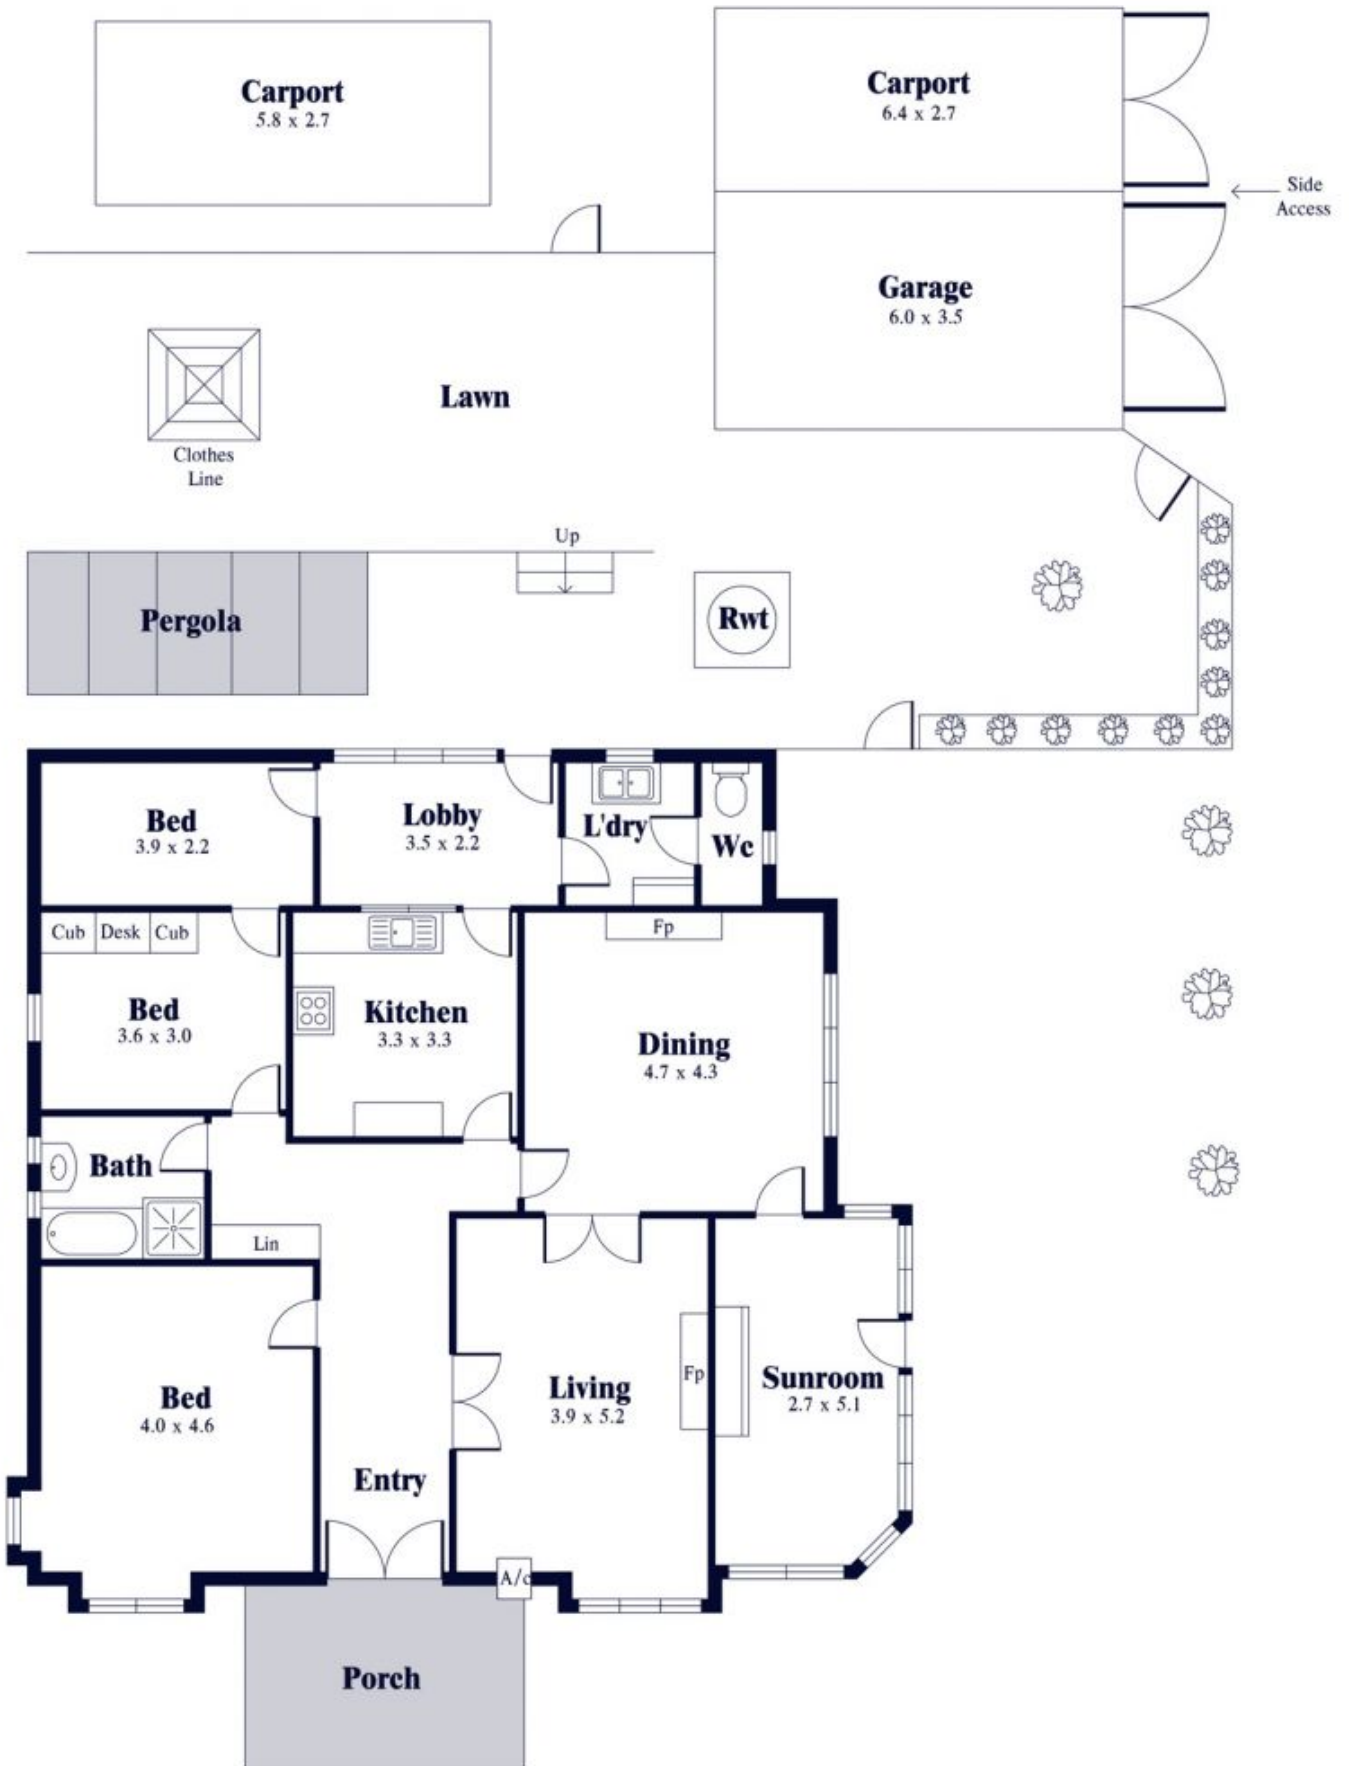 Carport
5.8 x 2.7
Carport
6.4 x 2.7
Side
Access
Garage
6.0 x 3.5
Lawn
Clothes
Line
Up
Pergola
Rwt
Bed
3.9 x 2.2
Lobby
3.5 x 2.2
L'dry
Wc
Cub
Desk
Cub
Fp
Bed
3.6 x 3.0
Kitchen
3.3 x 3.3
Dining
4.7 x 4.3
Bath
Lin
Bed
4.0 x 4.6
Living
3.9 x 5.2
Fp
Sunroom
2.7 x 5.1
Entry
A/c
Porch